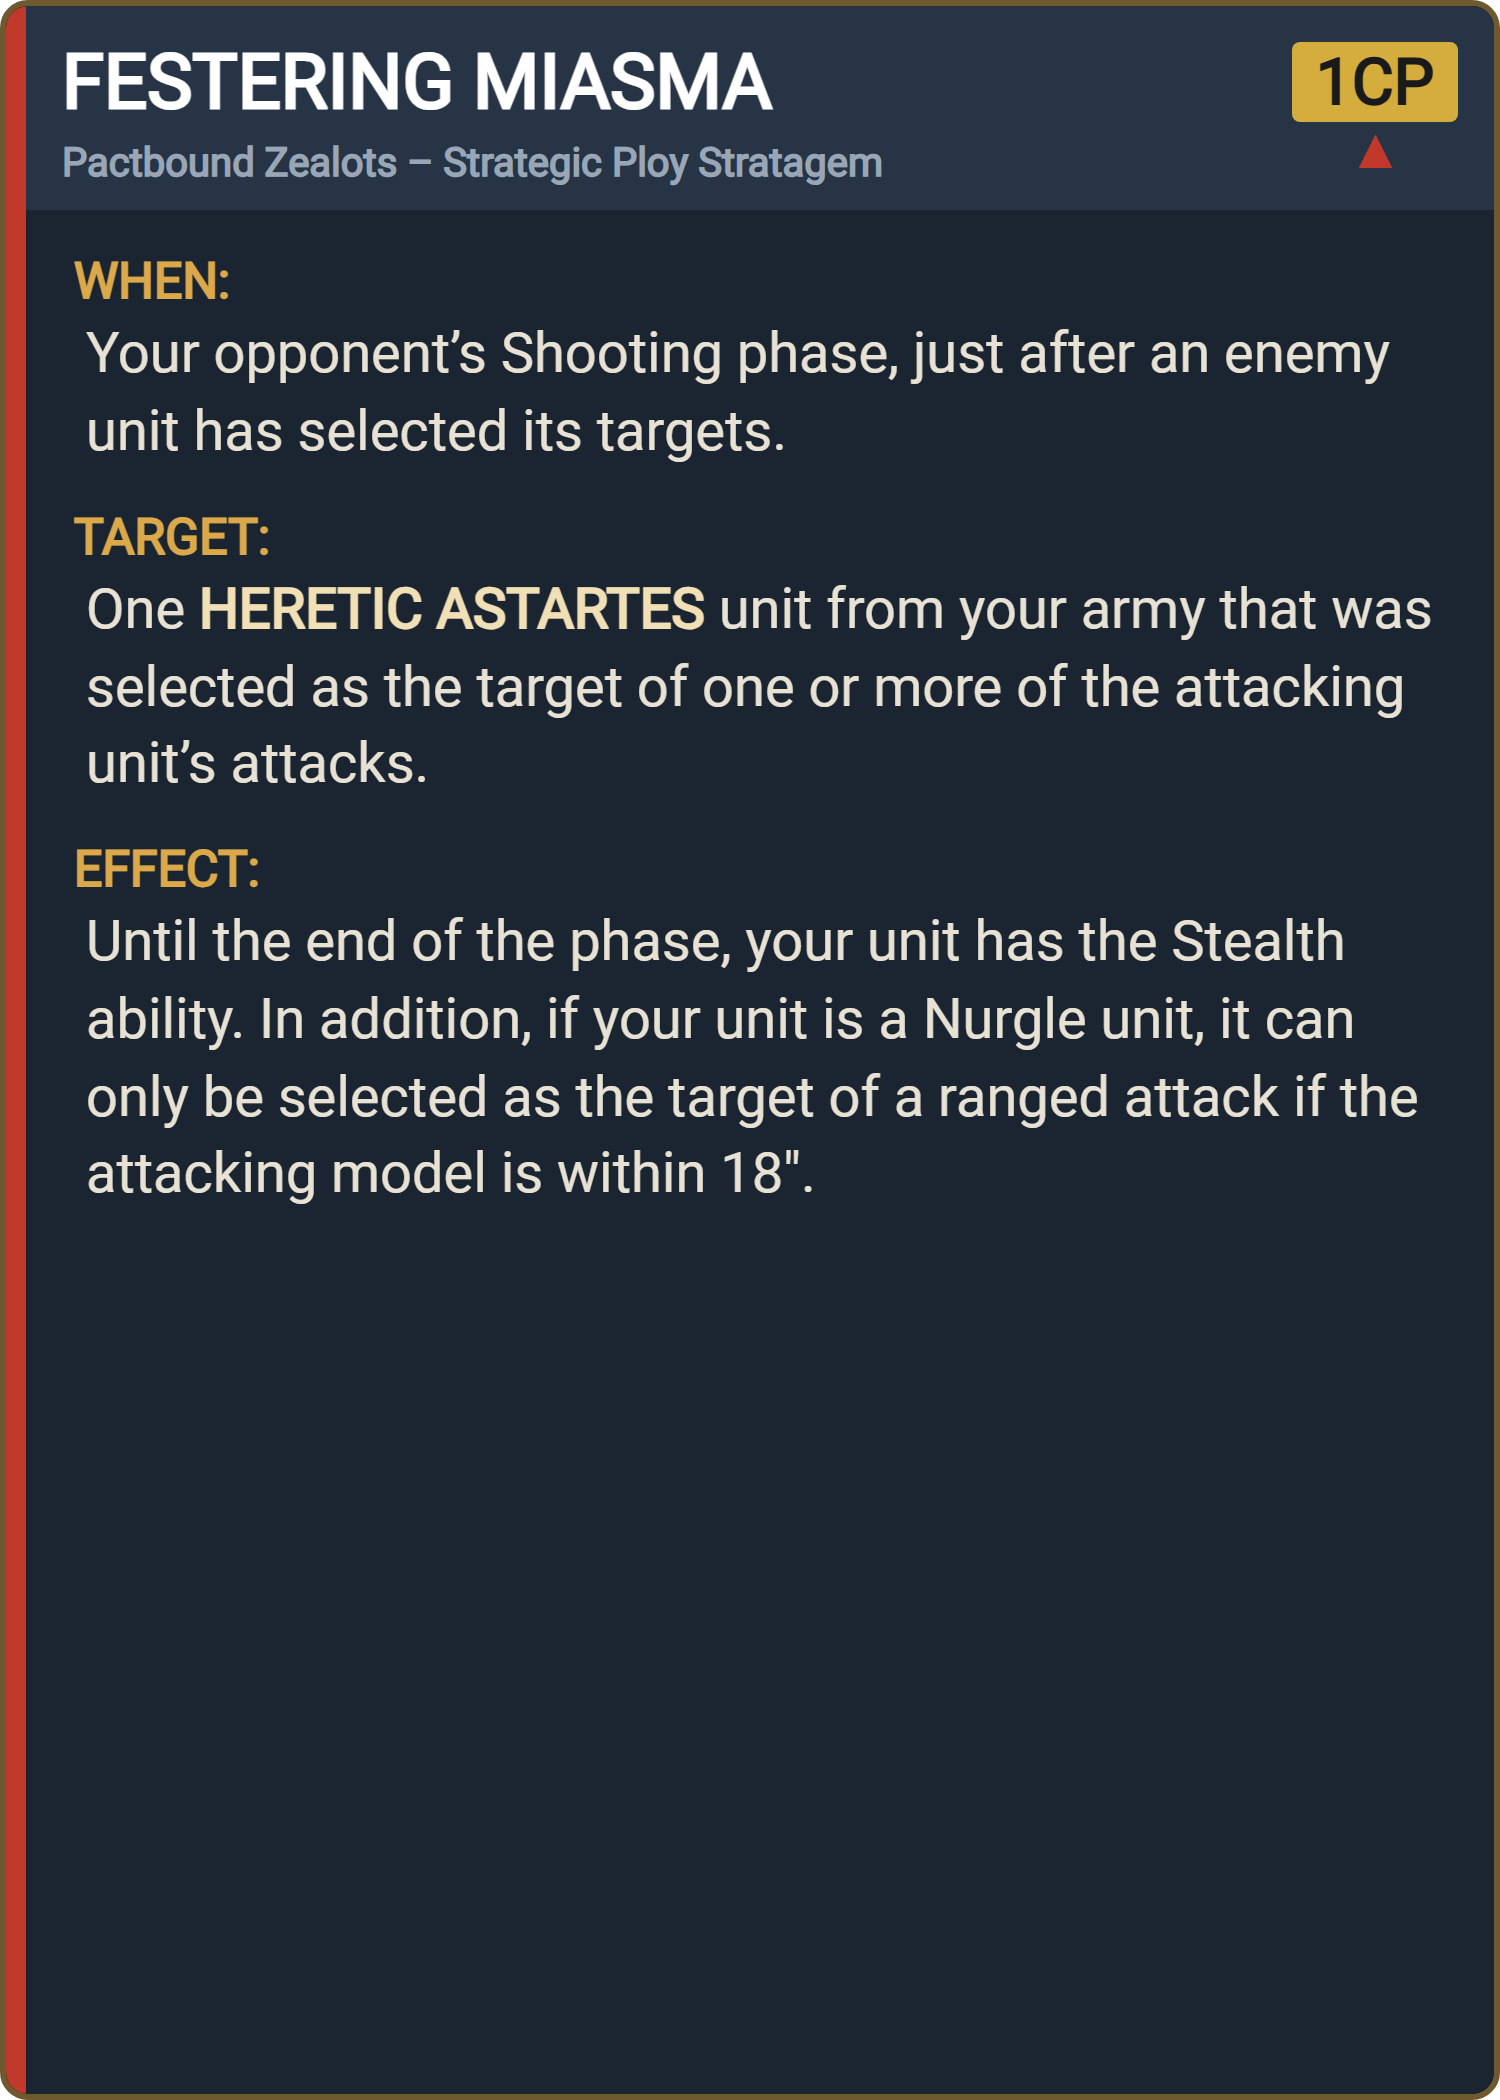 FESTERING MIASMA
1CP
Pactbound Zealots – Strategic Ploy Stratagem
WHEN:
Your opponent’s Shooting phase, just after an enemy
unit has selected its targets.
TARGET:
One HERETIC ASTARTES unit from your army that was
selected as the target of one or more of the attacking
unit’s attacks.
EFFECT:
Until the end of the phase, your unit has the Stealth
ability. In addition, if your unit is a Nurgle unit, it can
only be selected as the target of a ranged attack if the
attacking model is within 18".